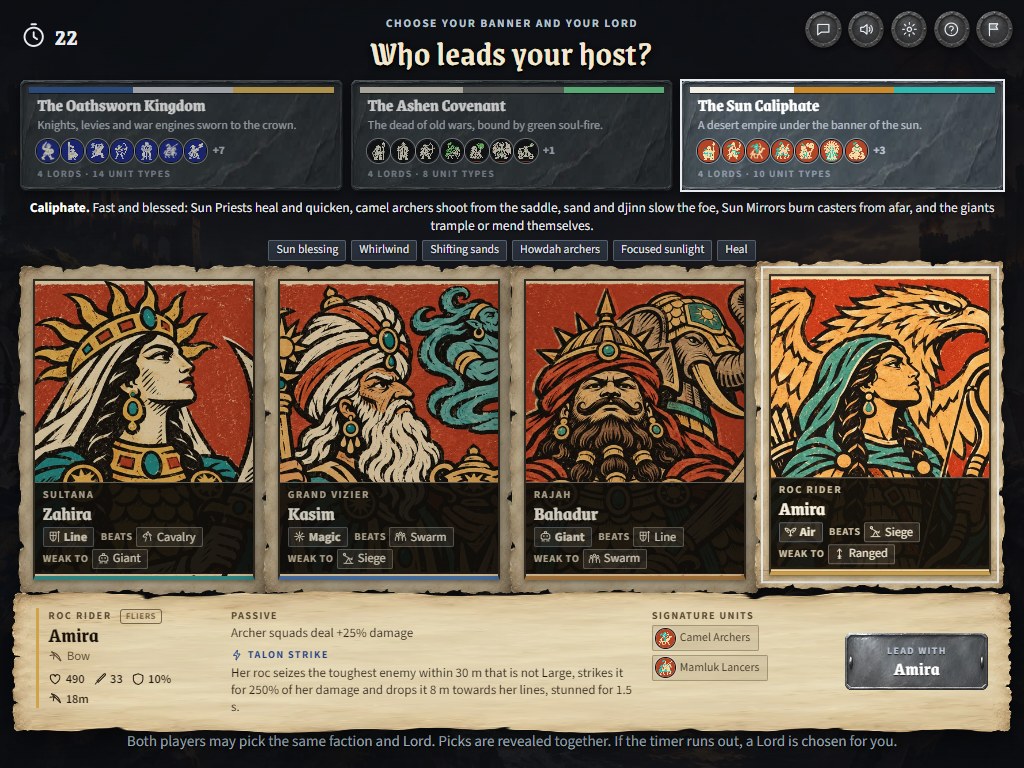 22
CHOOSE YOUR BANNER AND YOUR LORD
Who leads your host?
The Oathsworn Kingdom
Knights, levies and war engines sworn to the crown.
+7
4 LORDS · 14 UNIT TYPES
The Ashen Covenant
The dead of old wars, bound by green soul-fire.
+1
4 LORDS · 8 UNIT TYPES
The Sun Caliphate
A desert empire under the banner of the sun.
+3
4 LORDS · 10 UNIT TYPES
Caliphate. Fast and blessed: Sun Priests heal and quicken, camel archers shoot from the saddle, sand and djinn slow the foe, Sun Mirrors burn casters from afar, and the giants
trample or mend themselves.
Sun blessing Whirlwind Shifting sands Howdah archers Focused sunlight Heal
SULTANA
Zahira
Line BEATS Cavalry
WEAK TO Giant
GRAND VIZIER
Kasim
Magic BEATS Swarm
WEAK TO Siege
RAJAH
Bahadur
Giant BEATS Line
WEAK TO Swarm
ROC RIDER
Amira
Air BEATS Siege
WEAK TO Ranged
ROC RIDER FLIERS
Amira
Bow
490 33 10%
18m
PASSIVE
Archer squads deal +25% damage
TALON STRIKE
Her roc seizes the toughest enemy within 30 m that is not Large, strikes it
for 250% of her damage and drops it 8 m towards her lines, stunned for 1.5
s.
SIGNATURE UNITS
Camel Archers
Mamluk Lancers
LEAD WITH
Amira
Both players may pick the same faction and Lord. Picks are revealed together. If the timer runs out, a Lord is chosen for you.